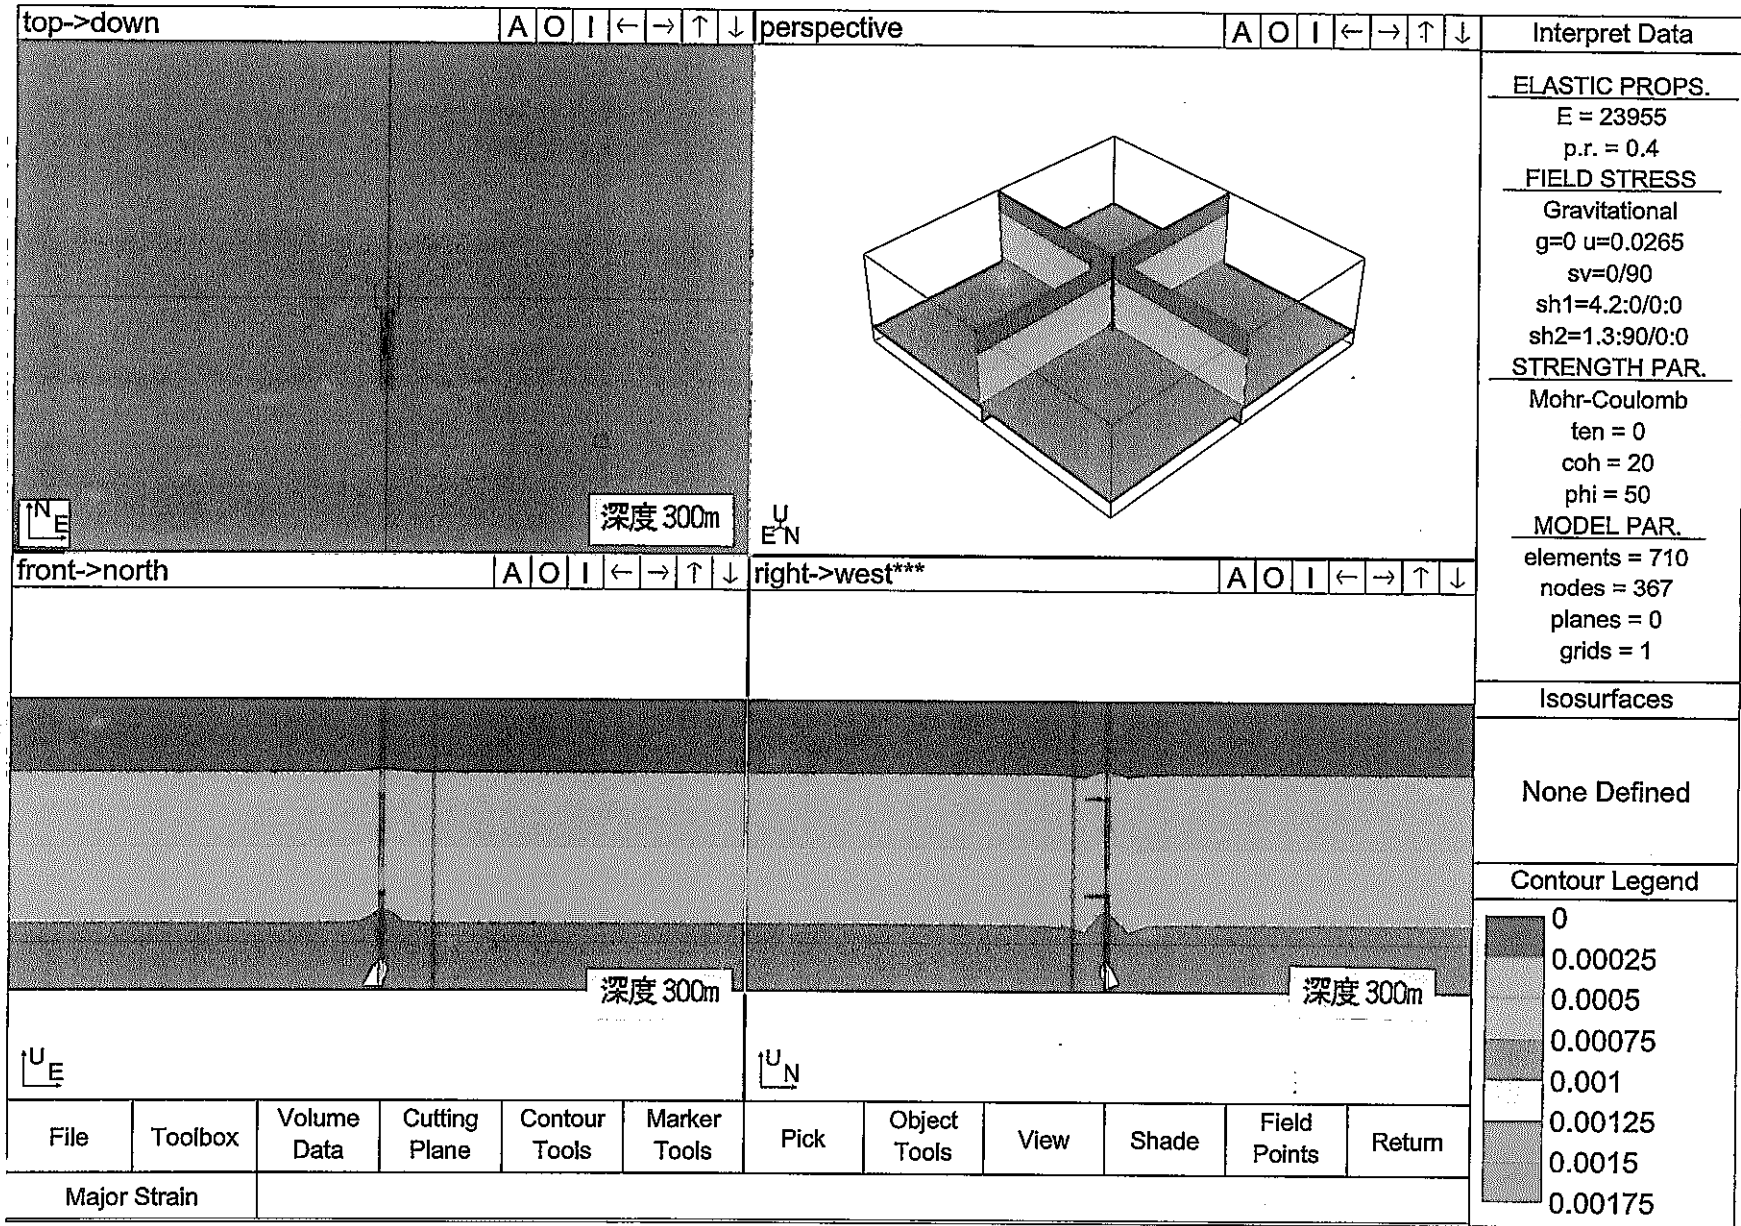 top->down
A O I ← → ↑ ↓
perspective
A O I ← → ↑ ↓
N
E
深度 300m
U
E N
front->north
A O I ← → ↑ ↓
right->west***
A O I ← → ↑ ↓
深度 300m
深度 300m
U
E
U
N
File
Toolbox
Volume
Data
Cutting
Plane
Contour
Tools
Marker
Tools
Pick
Object
Tools
View
Shade
Field
Points
Return
Major Strain
Interpret Data
ELASTIC PROPS.
E = 23955
p.r. = 0.4
FIELD STRESS
Gravitational
g=0 u=0.0265
sv=0/90
sh1=4.2:0/0:0
sh2=1.3:90/0:0
STRENGTH PAR.
Mohr-Coulomb
ten = 0
coh = 20
phi = 50
MODEL PAR.
elements = 710
nodes = 367
planes = 0
grids = 1
Isosurfaces
None Defined
Contour Legend
0
0.00025
0.0005
0.00075
0.001
0.00125
0.0015
0.00175